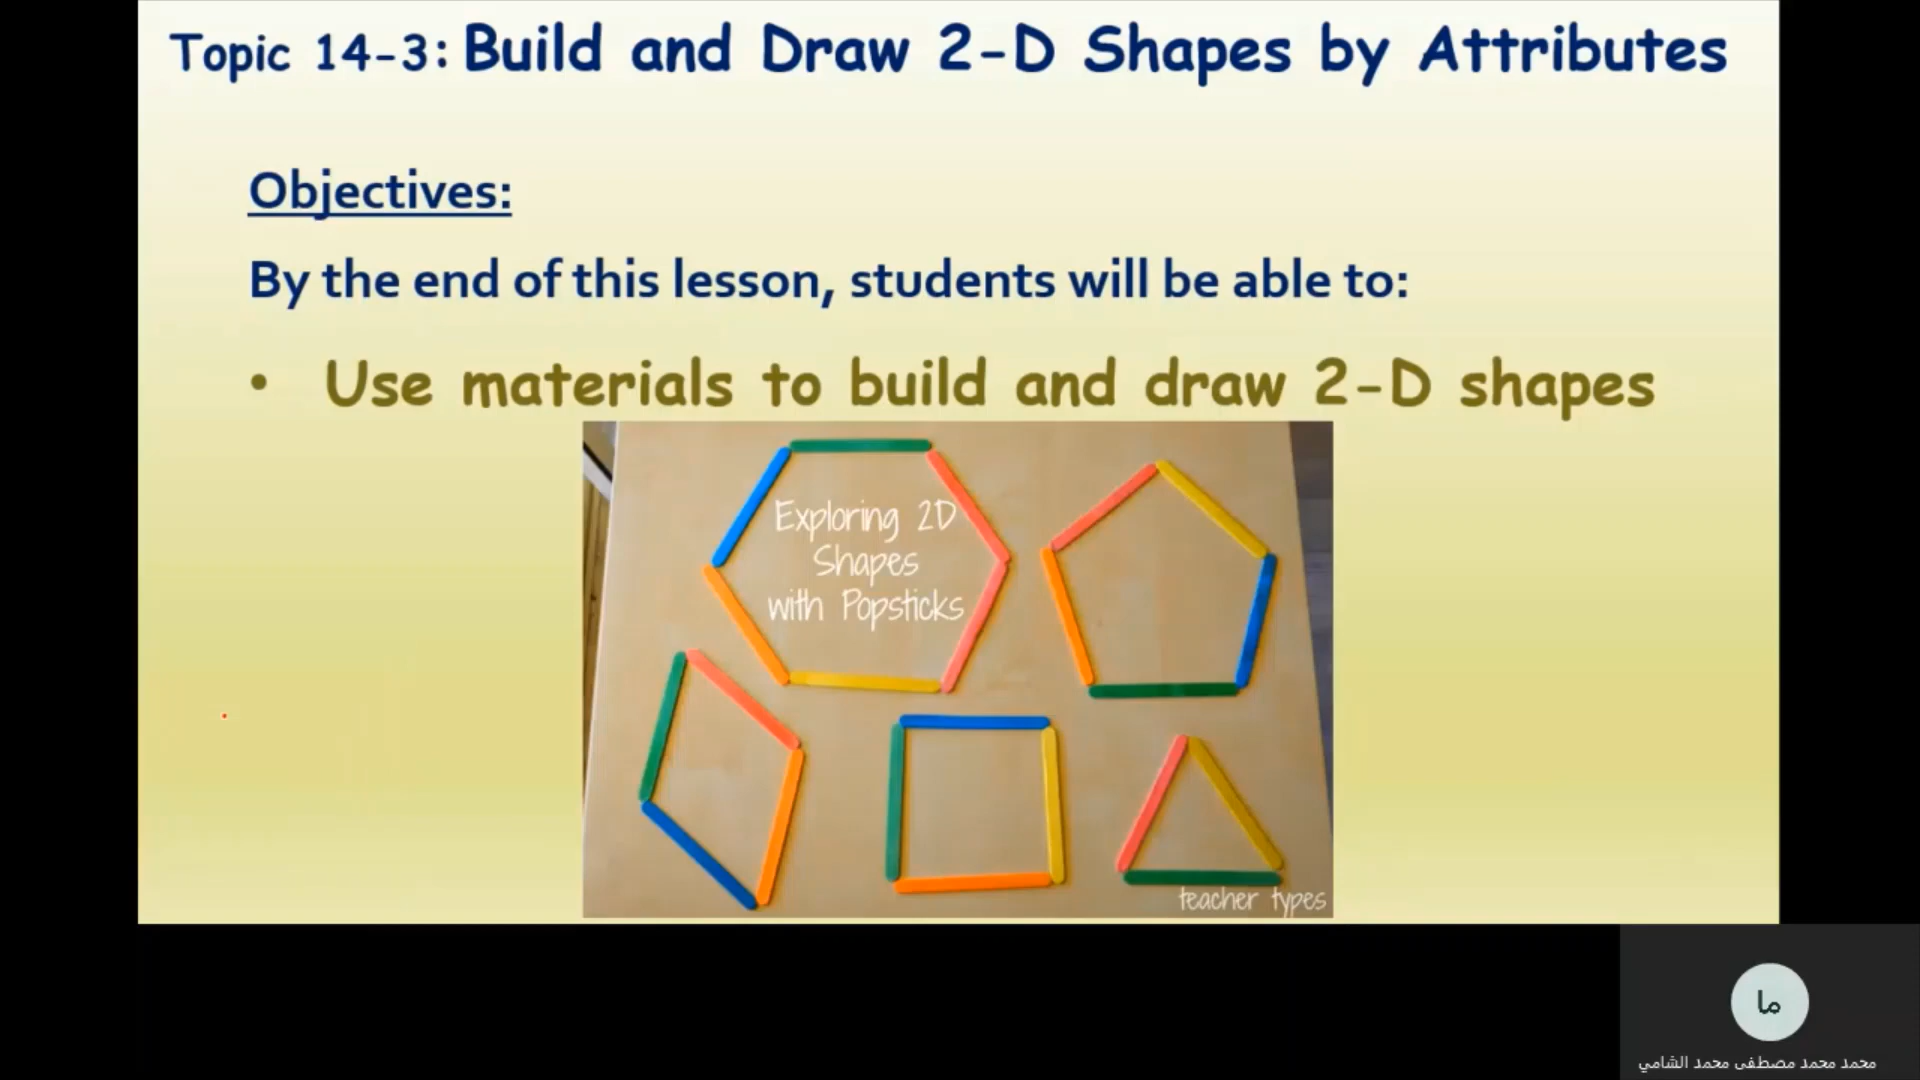 Topic 14-3: Build and Draw 2-D Shapes by Attributes
Objectives:
By the end of this lesson, students will be able to:
• Use materials to build and draw 2-D shapes
Exploring 2D
Shapes
with Popsticks
teacher types
ما
محمد محمد مصطفى محمد الشامي